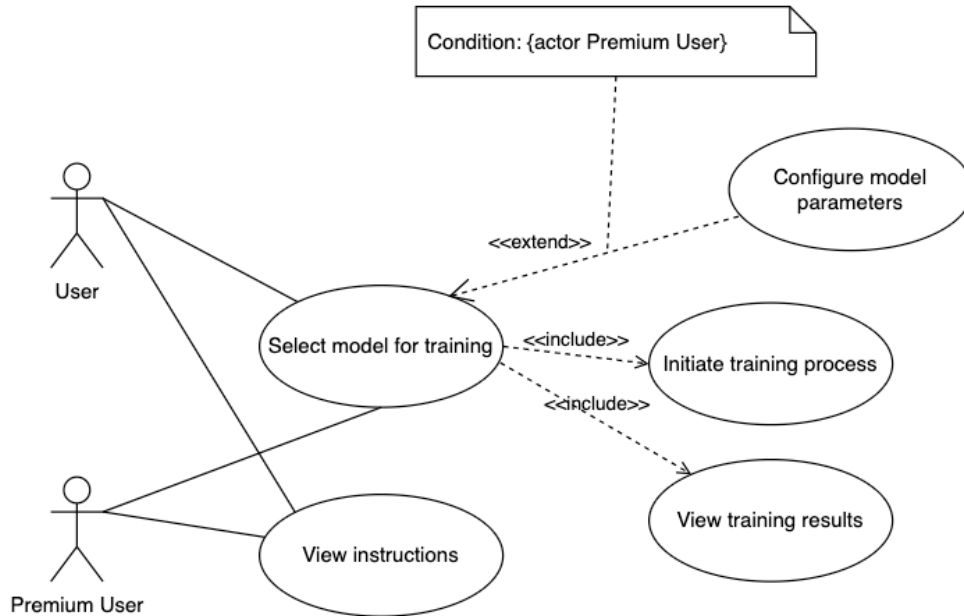 Condition: {actor Premium User}
Configure model
parameters
<<extend>>
User
Select model for training
<<include>>
Initiate training process
<<include>>
View training results
View instructions
Premium User